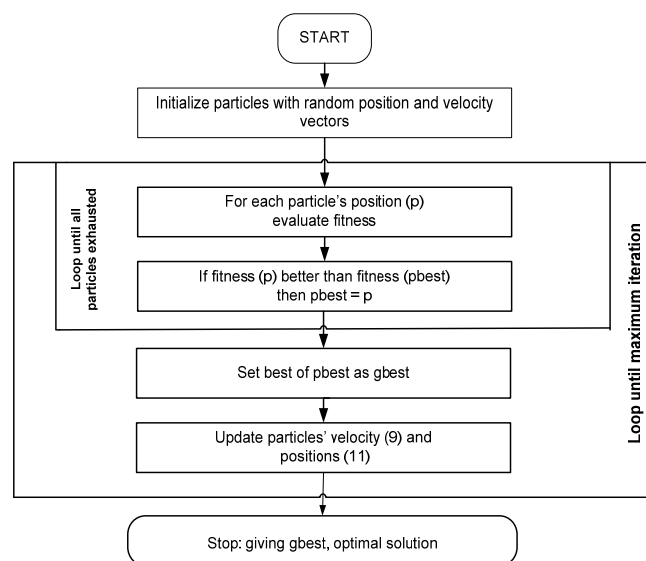 START
Initialize particles with random position and velocity
vectors
Loop until all
particles exhausted
For each particle's position (p)
evaluate fitness
If fitness (p) better than fitness (pbest)
then pbest = p
Loop until maximum iteration
Set best of pbest as gbest
Update particles' velocity (9) and
positions (11)
Stop: giving gbest, optimal solution